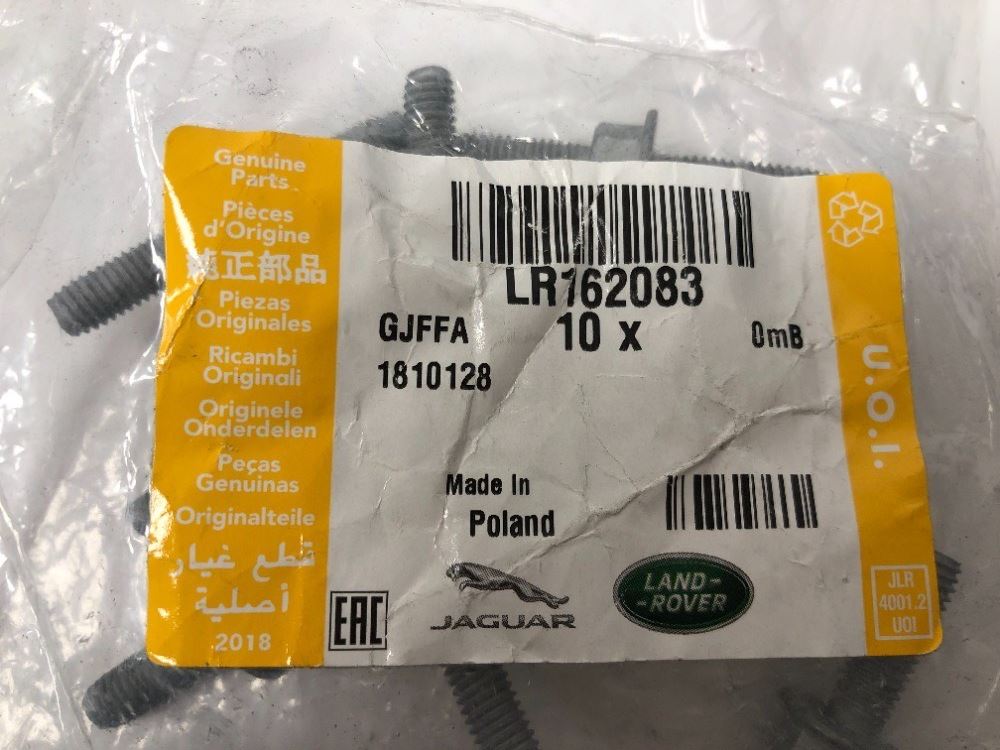 Genuine
Parts
Pièces
d'Origine
純正部品
Piezas
Originales
Ricambi
Originali
Originele
Onderdelen
Peças
Genuinas
Originalteile
قطع غيار
أصلية
2018
LR162083
GJFFA 10 x 0mB
1810128
Made In
Poland
EAC
JAGUAR
LAND-
-ROVER
U.O.I.
JLR
4001.2
UOI